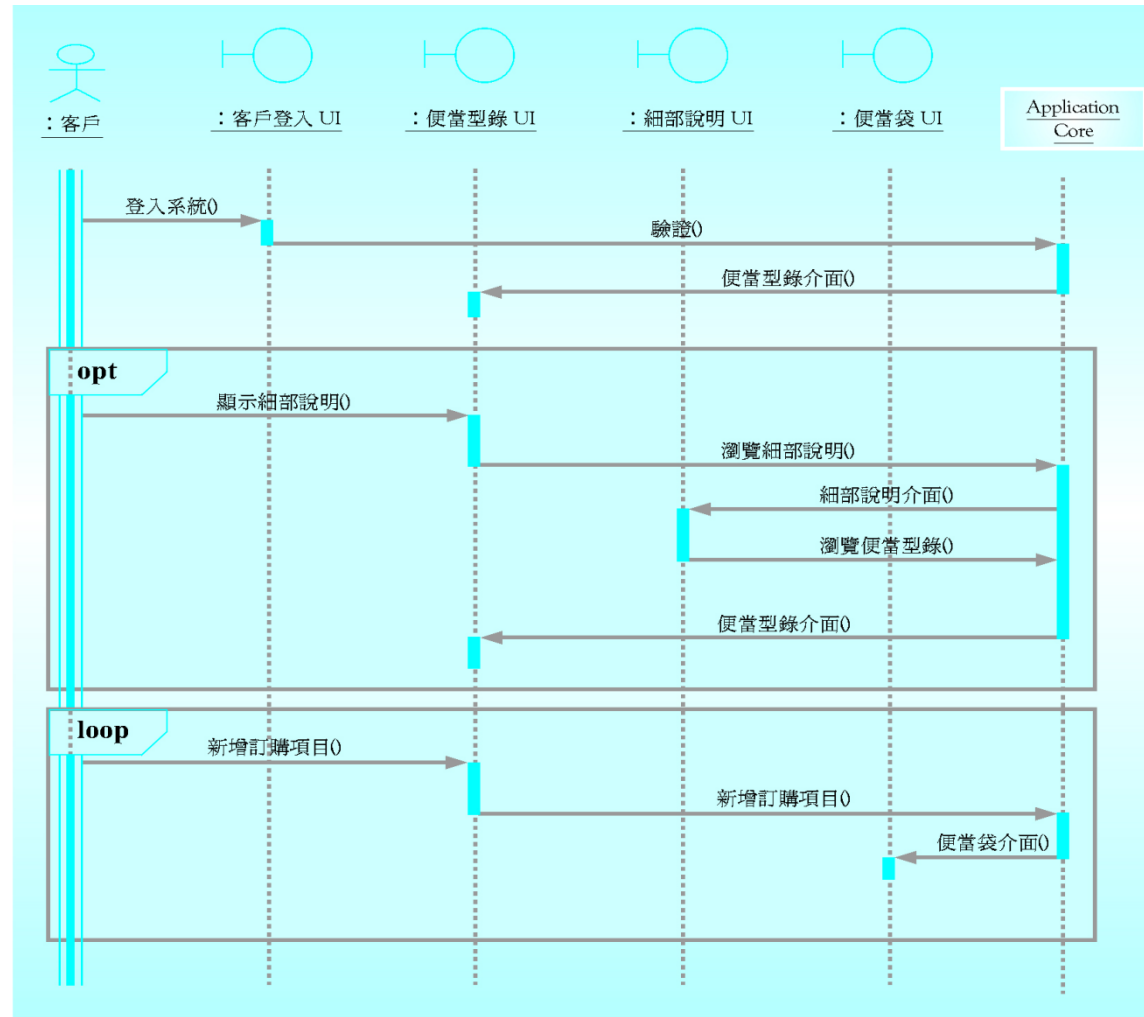 ：客戶
：客戶登入 UI
：便當型錄 UI
：細部說明 UI
：便當袋 UI
Application
Core
登入系統()
驗證()
便當型錄介面()
opt
顯示細部說明()
瀏覽細部說明()
細部說明介面()
瀏覽便當型錄()
便當型錄介面()
loop
新增訂購項目()
新增訂購項目()
便當袋介面()